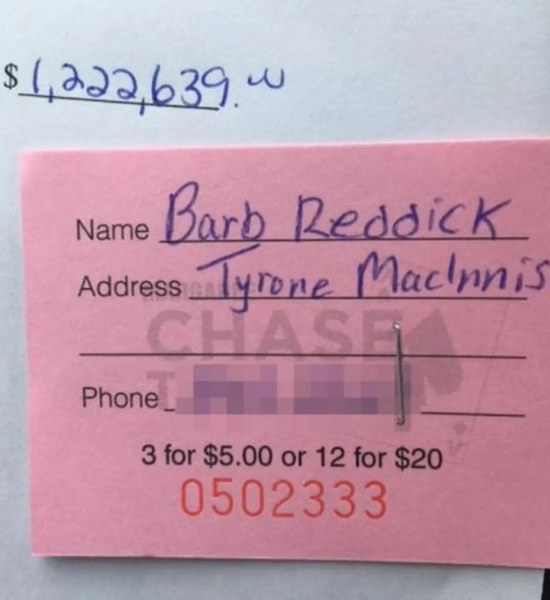 $1,222,639.00
Name Barb Reddick
Address Tyrone MacInnis
CHASE
Phone
3 for $5.00 or 12 for $20
0502333